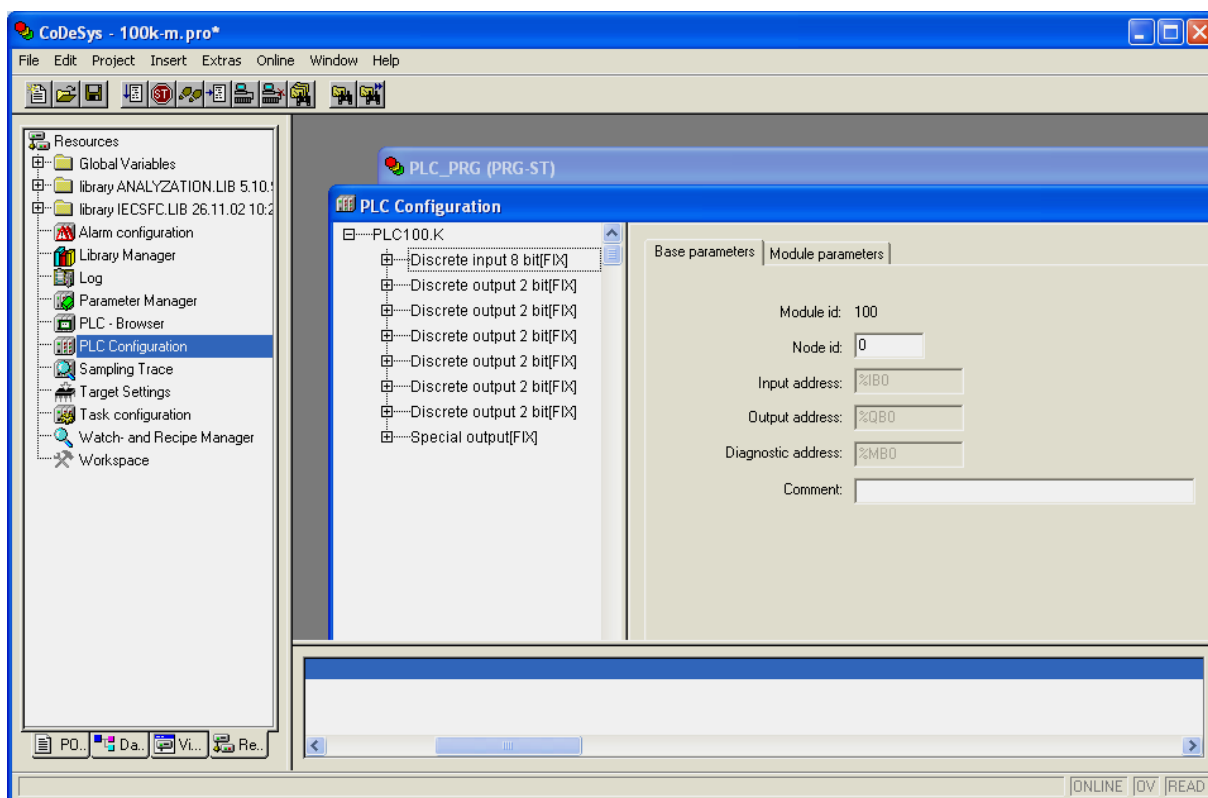 CoDeSys - 100k-m.pro*
File Edit Project Insert Extras Online Window Help
Resources
Global Variables
library ANALYZATION.LIB 5.10.
library IECSFC.LIB 26.11.02 10:2
Alarm configuration
Library Manager
Log
Parameter Manager
PLC - Browser
PLC Configuration
Sampling Trace
Target Settings
Task configuration
Watch- and Recipe Manager
Workspace
PO.. Da.. Vi... Re..
PLC_PRG (PRG-ST)
PLC Configuration
PLC100.K
Discrete input 8 bit[FIX]
Discrete output 2 bit[FIX]
Discrete output 2 bit[FIX]
Discrete output 2 bit[FIX]
Discrete output 2 bit[FIX]
Discrete output 2 bit[FIX]
Discrete output 2 bit[FIX]
Special output[FIX]
Base parameters Module parameters
Module id: 100
Node id: 0
Input address: %IB0
Output address: %QB0
Diagnostic address: %MB0
Comment:
ONLINE OV READ